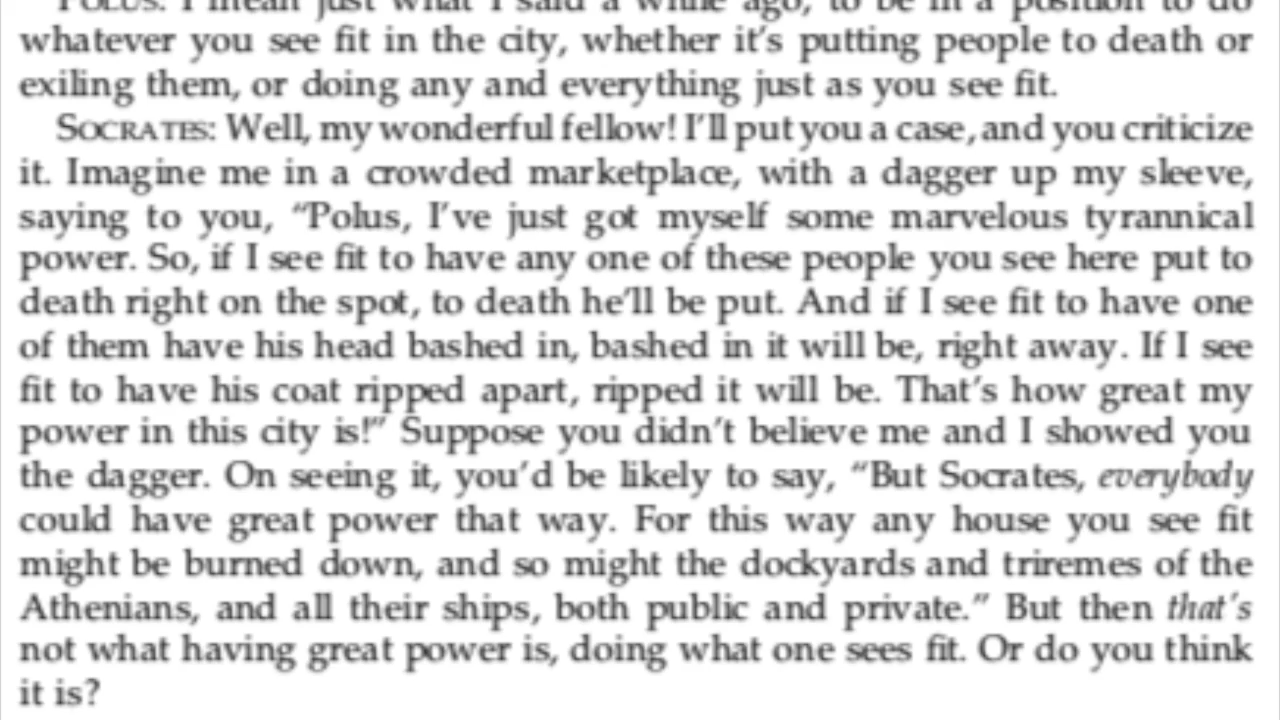 POLUS: I mean just what I said a while ago, to be in a position to do
whatever you see fit in the city, whether it's putting people to death or
exiling them, or doing any and everything just as you see fit.
SOCRATES: Well, my wonderful fellow! I'll put you a case, and you criticize
it. Imagine me in a crowded marketplace, with a dagger up my sleeve,
saying to you, “Polus, I've just got myself some marvelous tyrannical
power. So, if I see fit to have any one of these people you see here put to
death right on the spot, to death he'll be put. And if I see fit to have one
of them have his head bashed in, bashed in it will be, right away. If I see
fit to have his coat ripped apart, ripped it will be. That's how great my
power in this city is!” Suppose you didn't believe me and I showed you
the dagger. On seeing it, you'd be likely to say, “But Socrates, everybody
could have great power that way. For this way any house you see fit
might be burned down, and so might the dockyards and triremes of the
Athenians, and all their ships, both public and private.” But then that's
not what having great power is, doing what one sees fit. Or do you think
it is?